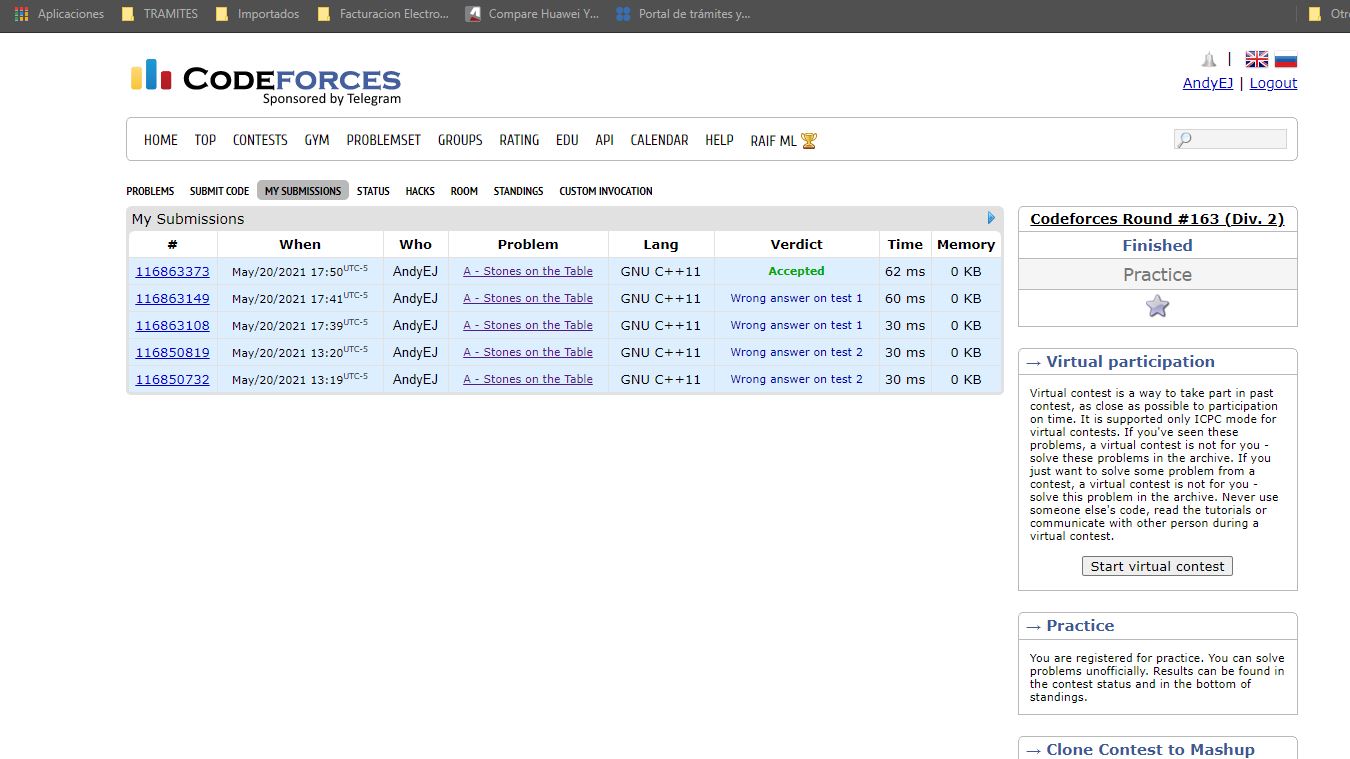 Aplicaciones TRAMITES Importados Facturacion Electro... Compare Huawei Y... Portal de trámites y... Otro
CODEFORCES
Sponsored by Telegram
|
AndyEJ | Logout
HOME TOP CONTESTS GYM PROBLEMSET GROUPS RATING EDU API CALENDAR HELP RAIF ML
PROBLEMS SUBMIT CODE MY SUBMISSIONS STATUS HACKS ROOM STANDINGS CUSTOM INVOCATION
My Submissions
# When Who Problem Lang Verdict Time Memory
116863373 May/20/2021 17:50UTC-5 AndyEJ A - Stones on the Table GNU C++11 Accepted 62 ms 0 KB
116863149 May/20/2021 17:41UTC-5 AndyEJ A - Stones on the Table GNU C++11 Wrong answer on test 1 60 ms 0 KB
116863108 May/20/2021 17:39UTC-5 AndyEJ A - Stones on the Table GNU C++11 Wrong answer on test 1 30 ms 0 KB
116850819 May/20/2021 13:20UTC-5 AndyEJ A - Stones on the Table GNU C++11 Wrong answer on test 2 30 ms 0 KB
116850732 May/20/2021 13:19UTC-5 AndyEJ A - Stones on the Table GNU C++11 Wrong answer on test 2 30 ms 0 KB
Codeforces Round #163 (Div. 2)
Finished
Practice
→ Virtual participation
Virtual contest is a way to take part in past
contest, as close as possible to participation
on time. It is supported only ICPC mode for
virtual contests. If you've seen these
problems, a virtual contest is not for you -
solve these problems in the archive. If you
just want to solve some problem from a
contest, a virtual contest is not for you -
solve this problem in the archive. Never use
someone else's code, read the tutorials or
communicate with other person during a
virtual contest.
Start virtual contest
→ Practice
You are registered for practice. You can solve
problems unofficially. Results can be found in
the contest status and in the bottom of
standings.
→ Clone Contest to Mashup